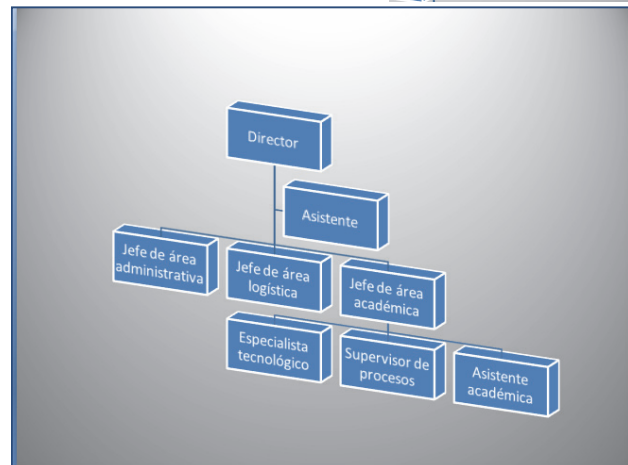 Director
Asistente
Jefe de área
administrativa
Jefe de área
logística
Jefe de área
académica
Especialista
tecnológico
Supervisor de
procesos
Asistente
académica